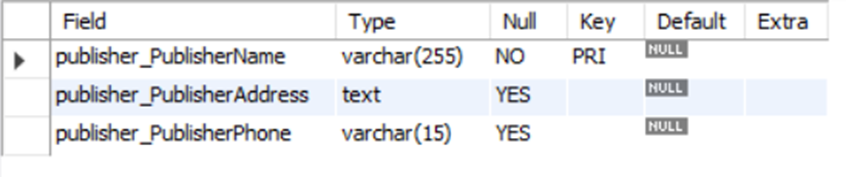 Field Type Null Key Default Extra
publisher_PublisherName varchar(255) NO PRI NULL
publisher_PublisherAddress text YES NULL
publisher_PublisherPhone varchar(15) YES NULL